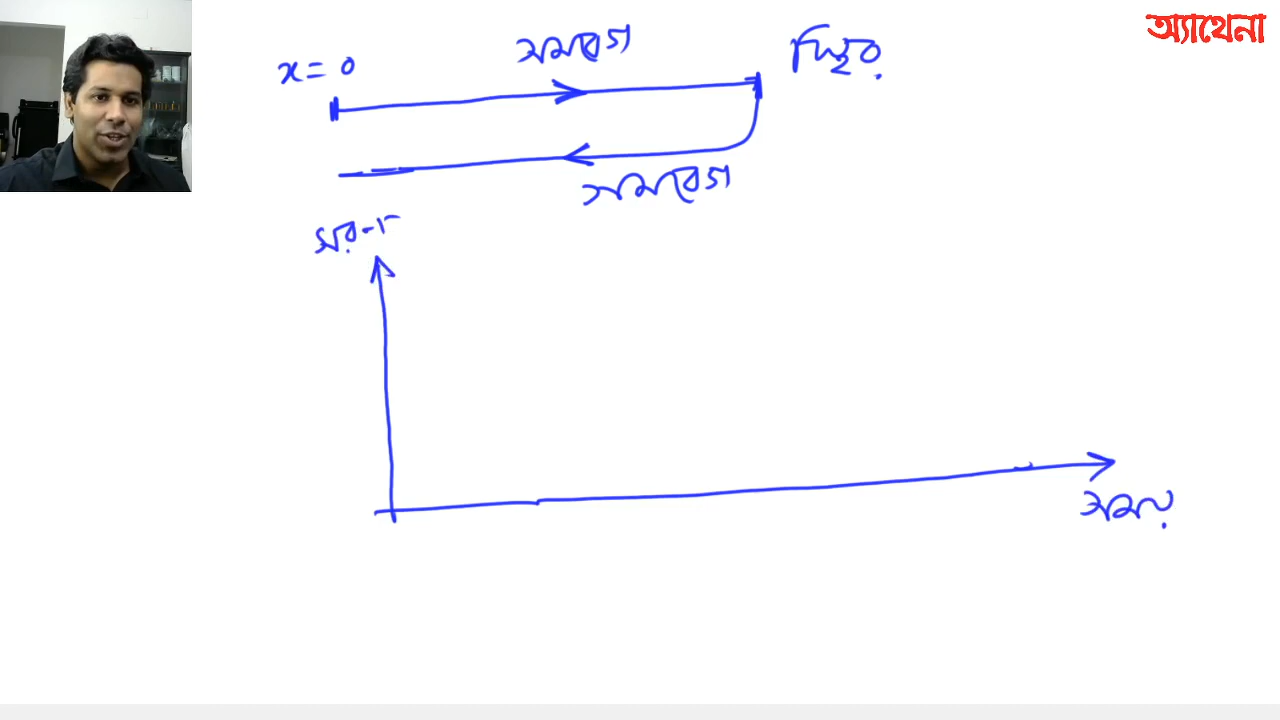 অ্যাথেনা
সমবেগ
স্থির
x = 0
সমবেগ
সরণ
সময়